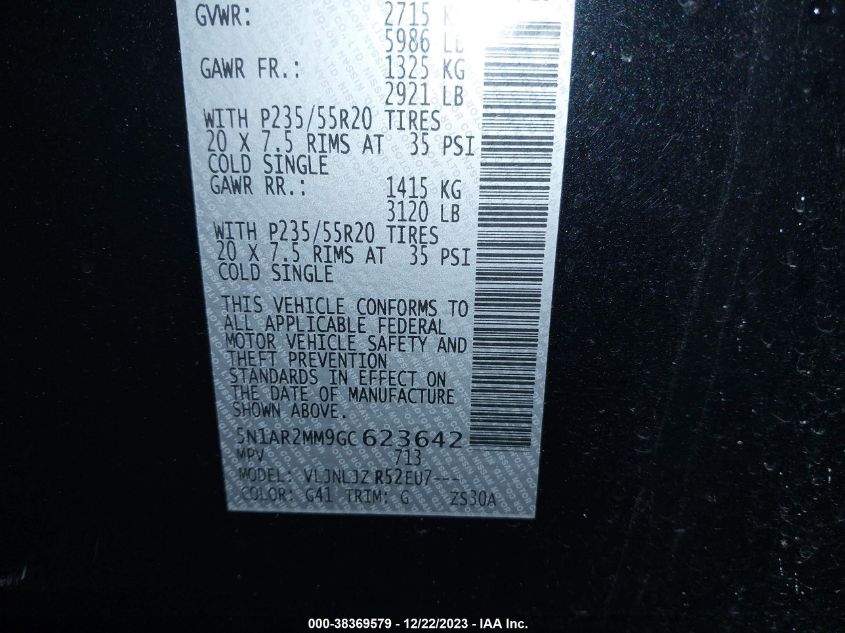 GVWR: 2715 KG
5986 LB
GAWR FR.: 1325 KG
2921 LB
WITH P235/55R20 TIRES
20 X 7.5 RIMS AT 35 PSI
COLD SINGLE
GAWR RR.: 1415 KG
3120 LB
WITH P235/55R20 TIRES
20 X 7.5 RIMS AT 35 PSI
COLD SINGLE
THIS VEHICLE CONFORMS TO
ALL APPLICABLE FEDERAL
MOTOR VEHICLE SAFETY AND
THEFT PREVENTION
STANDARDS IN EFFECT ON
THE DATE OF MANUFACTURE
SHOWN ABOVE.
5N1AR2MM9GC623642
MPV 713
MODEL: VLJNLJZ R52EU7---
COLOR: G41 TRIM: G ZS30A
000-38369579 - 12/22/2023 - IAA Inc.